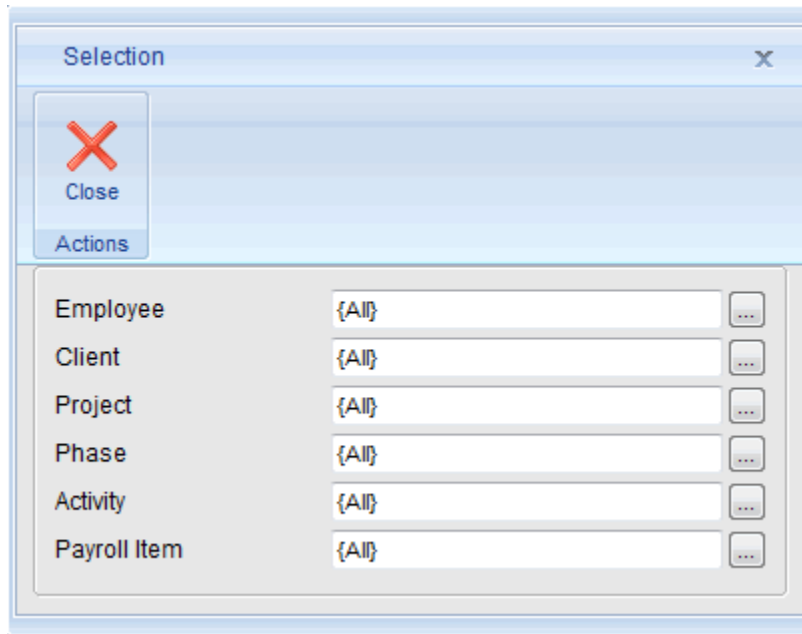 Selection x
Close
Actions
Employee {All} ...
Client {All} ...
Project {All} ...
Phase {All} ...
Activity {All} ...
Payroll Item {All} ...